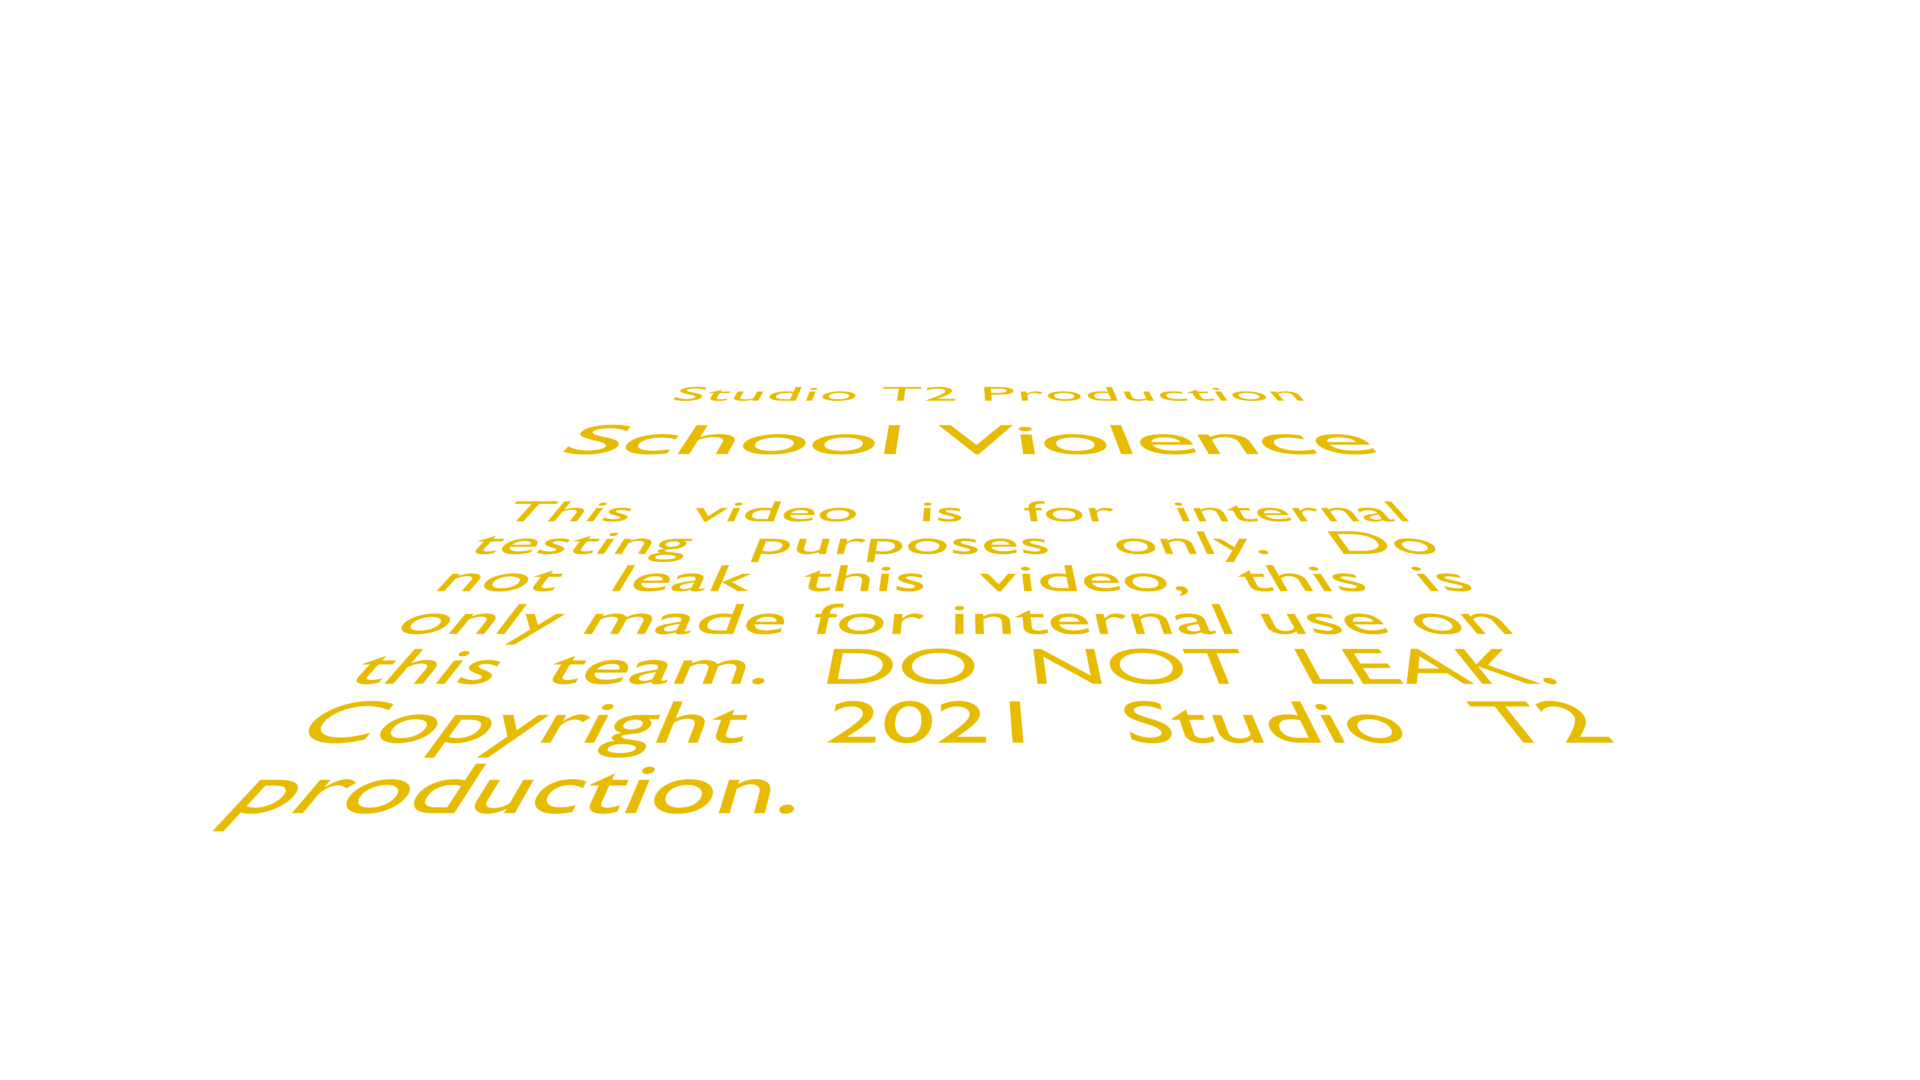 Studio T2 Production
School Violence
This video is for internal
testing purposes only. Do
not leak this video, this is
only made for internal use on
this team. DO NOT LEAK.
Copyright 2021 Studio T2
production.